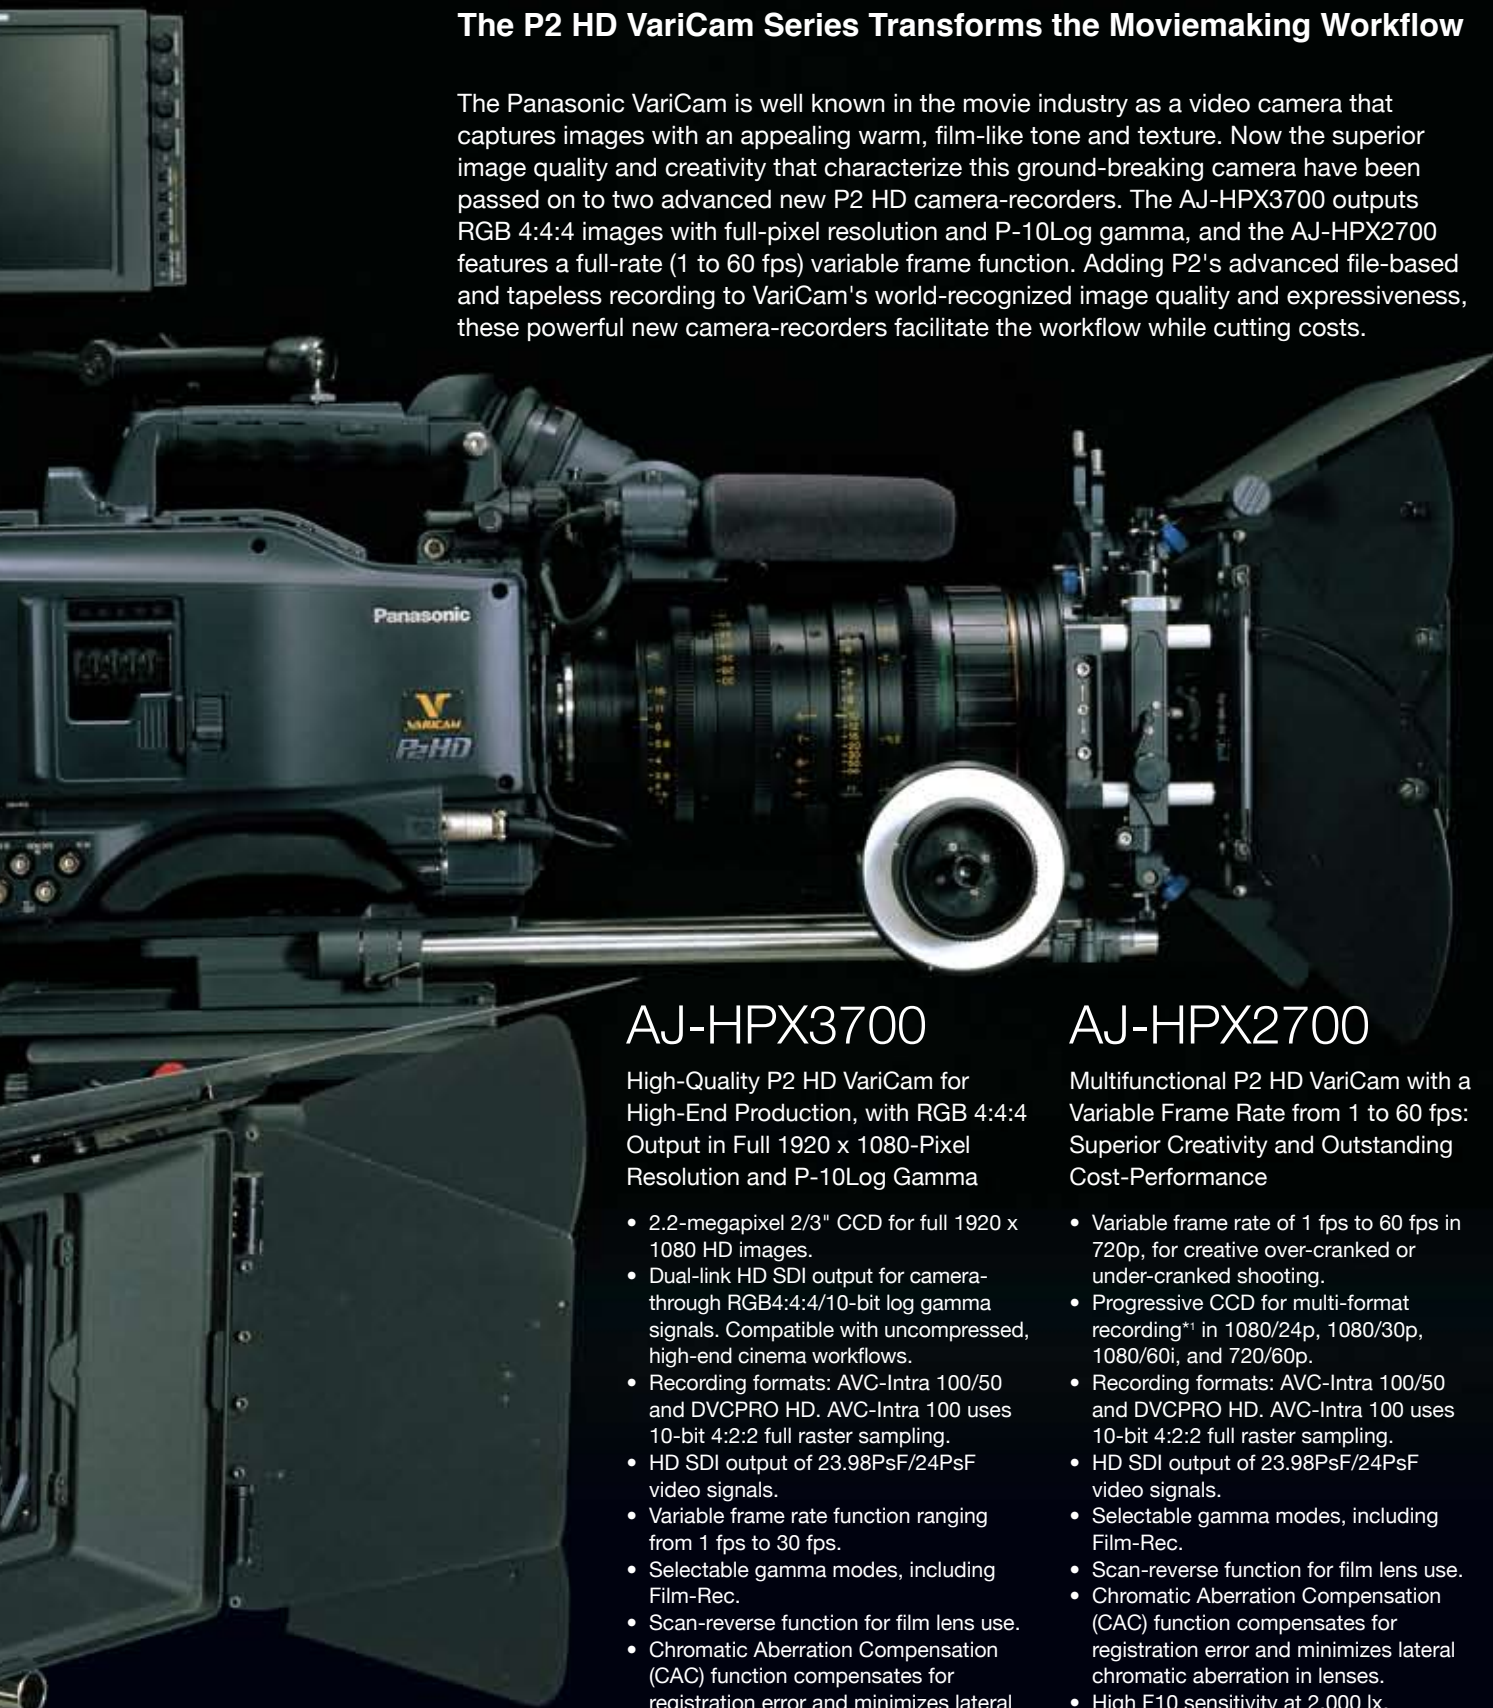 The P2 HD VariCam Series Transforms the Moviemaking Workflow
The Panasonic VariCam is well known in the movie industry as a video camera that
captures images with an appealing warm, film-like tone and texture. Now the superior
image quality and creativity that characterize this ground-breaking camera have been
passed on to two advanced new P2 HD camera-recorders. The AJ-HPX3700 outputs
RGB 4:4:4 images with full-pixel resolution and P-10Log gamma, and the AJ-HPX2700
features a full-rate (1 to 60 fps) variable frame function. Adding P2's advanced file-based
and tapeless recording to VariCam's world-recognized image quality and expressiveness,
these powerful new camera-recorders facilitate the workflow while cutting costs.
Panasonic
V
VARICAM
P2HD
AJ-HPX3700
High-Quality P2 HD VariCam for
High-End Production, with RGB 4:4:4
Output in Full 1920 x 1080-Pixel
Resolution and P-10Log Gamma
• 2.2-megapixel 2/3" CCD for full 1920 x
1080 HD images.
• Dual-link HD SDI output for camera-
through RGB4:4:4/10-bit log gamma
signals. Compatible with uncompressed,
high-end cinema workflows.
• Recording formats: AVC-Intra 100/50
and DVCPRO HD. AVC-Intra 100 uses
10-bit 4:2:2 full raster sampling.
• HD SDI output of 23.98PsF/24PsF
video signals.
• Variable frame rate function ranging
from 1 fps to 30 fps.
• Selectable gamma modes, including
Film-Rec.
• Scan-reverse function for film lens use.
• Chromatic Aberration Compensation
(CAC) function compensates for
registration error and minimizes lateral
AJ-HPX2700
Multifunctional P2 HD VariCam with a
Variable Frame Rate from 1 to 60 fps:
Superior Creativity and Outstanding
Cost-Performance
• Variable frame rate of 1 fps to 60 fps in
720p, for creative over-cranked or
under-cranked shooting.
• Progressive CCD for multi-format
recording*1 in 1080/24p, 1080/30p,
1080/60i, and 720/60p.
• Recording formats: AVC-Intra 100/50
and DVCPRO HD. AVC-Intra 100 uses
10-bit 4:2:2 full raster sampling.
• HD SDI output of 23.98PsF/24PsF
video signals.
• Selectable gamma modes, including
Film-Rec.
• Scan-reverse function for film lens use.
• Chromatic Aberration Compensation
(CAC) function compensates for
registration error and minimizes lateral
chromatic aberration in lenses.
• High F10 sensitivity at 2,000 lx.